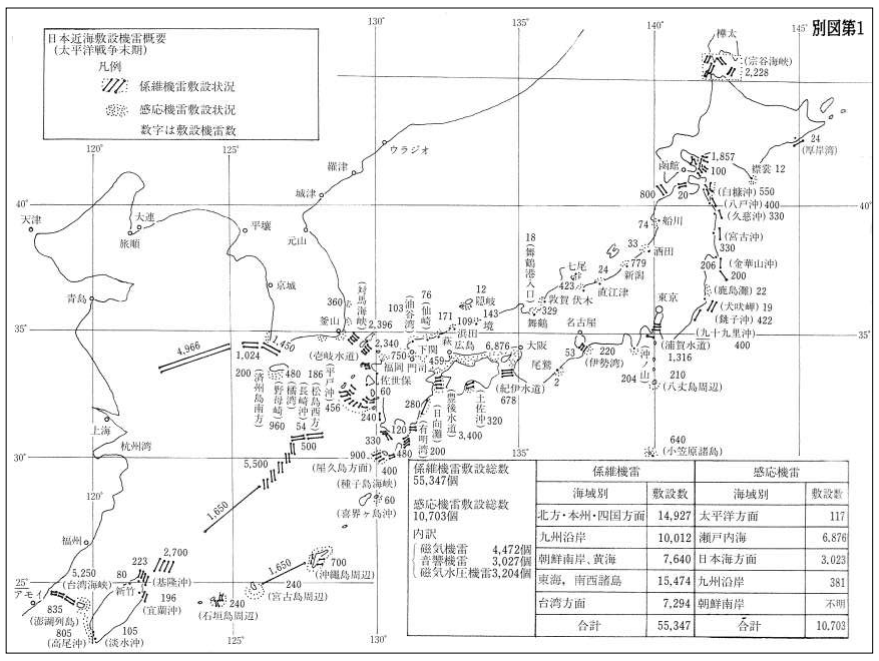 別図第1
日本近海敷設機雷概要
(太平洋戦争末期)
凡例
係維機雷敷設状況
感応機雷敷設状況
数字は敷設機雷数
120°
125°
130°
135°
140°
145°
樺太
(宗谷海峡)
2,228
24
(厚岸湾)
襟裳 12
函館
1,857
100
800
20
(白糠沖) 550
(八戸沖) 400
(久慈沖) 330
(宮古沖)
330
(金華山沖)
206
200
(鹿島灘) 22
(犬吠崎) 19
(銚子沖) 422
(九十九里沖)
400
(浦賀水道)
1,316
210
(八丈島周辺)
204
(沖ノ山)
640
(小笠原諸島)
74
船川
33
酒田
779
新潟
24
直江津
七尾
423
伏木
敦賀
329
舞鶴
18
(舞鶴港入口)
東京
名古屋
53
220
(伊勢湾)
尾鷲
2
大阪
6,876
(紀伊水道)
678
12
隠岐
143
境
109
浜田
171
萩
広島
76
(仙崎)
103
(油谷湾)
下関
門司
459
750
福岡
2,340
2,396
(対馬海峡)
360
釜山
(壱岐水道)
佐世保
60
240
(平戸沖)
456
186
(松島西方)
54
(長崎沖)
480
(橘湾)
960
(野母崎)
200
(済州島南方)
1,024
1,450
4,966
500
5,500
1,650
280
120
330
480
900
400
(屋久島方面)
(種子島海峡)
60
(喜界ヶ島沖)
(有明湾)
200
(日向灘)
(豊後水道)
3,400
(土佐沖)
320
ウラジオ
羅津
城津
元山
平壌
京城
天津
大連
旅順
青島
上海
杭州湾
福州
アモイ
40°
35°
30°
25°
120°
125°
130°
2,700
(基隆沖)
223
80
新竹
196
(宜蘭沖)
5,250
(台湾海峡)
835
(澎湖列島)
805
(高尾沖)
105
(淡水沖)
240
(石垣島周辺)
240
(宮古島周辺)
1,650
700
(沖縄島周辺)
係維機雷敷設総数
55,347個
感応機雷敷設総数
10,703個
内訳
磁気機雷 4,472個
音響機雷 3,027個
磁気水圧機雷3,204個
係維機雷 感応機雷
海域別 敷設数 海域別 敷設数
北方・本州・四国方面 14,927 太平洋方面 117
九州沿岸 10,012 瀬戸内海 6,876
朝鮮南岸、黄海 7,640 日本海方面 3,023
東海，南西諸島 15,474 九州沿岸 381
台湾方面 7,294 朝鮮南岸 不明
合計 55,347 合計 10,703